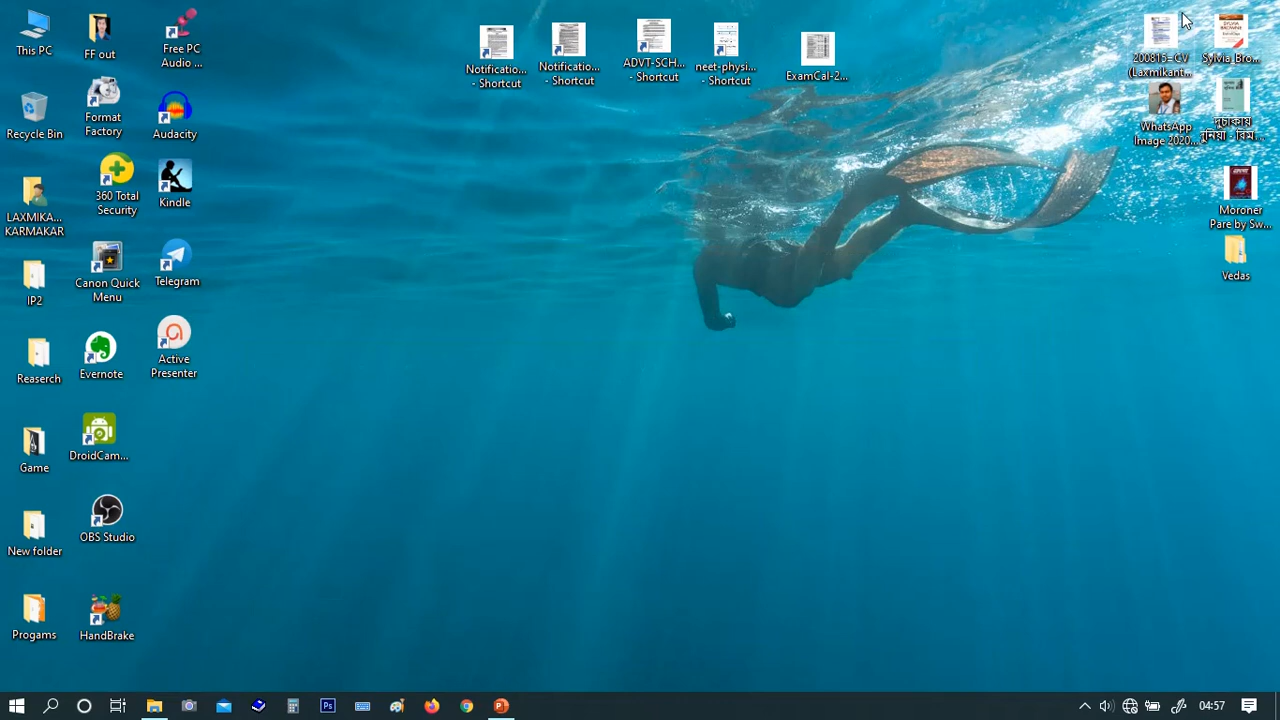 This PC
FF out
Free PC
Audio ...
Recycle Bin
Format
Factory
Audacity
LAXMIKA...
KARMAKAR
360 Total
Security
Kindle
IP2
Canon Quick
Menu
Telegram
Reaserch
Evernote
Active
Presenter
Game
DroidCam...
New folder
OBS Studio
Progams
HandBrake
Notificatio...
Shortcut
Notificatio...
- Shortcut
ADVT-SCH...
- Shortcut
neet-physi...
- Shortcut
ExamCal-2...
200815=CV
(Laxmikant...
Sylvia_Bro...
WhatsApp
Image 2020...
দুচাকায়
দুনিয়া - বিম...
Moroner
Pare by Sw...
Vedas
Ps
04:57